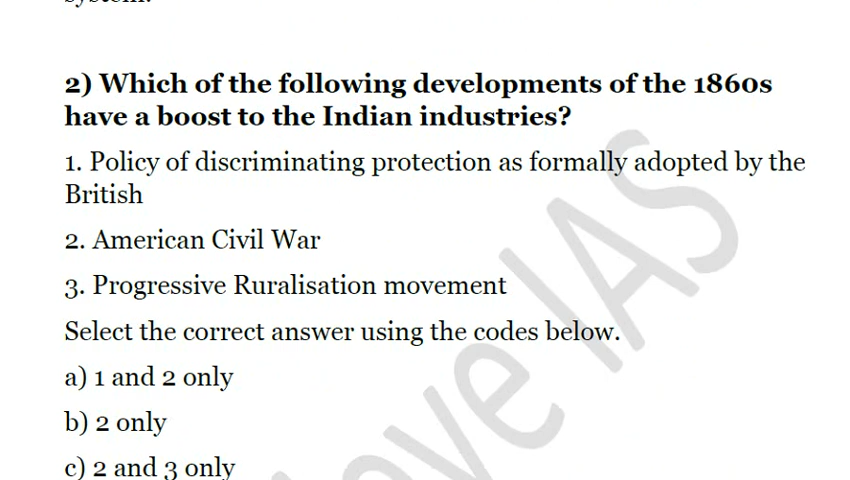 system.
2) Which of the following developments of the 1860s
have a boost to the Indian industries?
1. Policy of discriminating protection as formally adopted by the
British
2. American Civil War
3. Progressive Ruralisation movement
Select the correct answer using the codes below.
a) 1 and 2 only
b) 2 only
c) 2 and 3 only
IAS